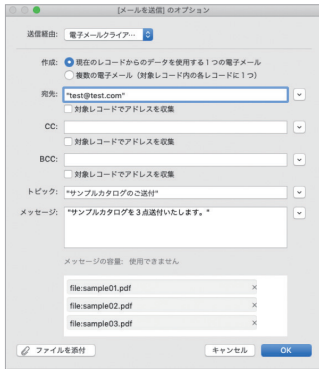 [メールを送信] のオプション
送信経由: 電子メールクライア…
作成: 現在のレコードからのデータを使用する1つの電子メール
複数の電子メール（対象レコード内の各レコードに1つ）
宛先: "test@test.com"
対象レコードでアドレスを収集
CC:
対象レコードでアドレスを収集
BCC:
対象レコードでアドレスを収集
トピック: "サンプルカタログのご送付"
メッセージ: "サンプルカタログを３点送付いたします。"
メッセージの容量: 使用できません
file:sample01.pdf ×
file:sample02.pdf ×
file:sample03.pdf ×
ファイルを添付 キャンセル OK